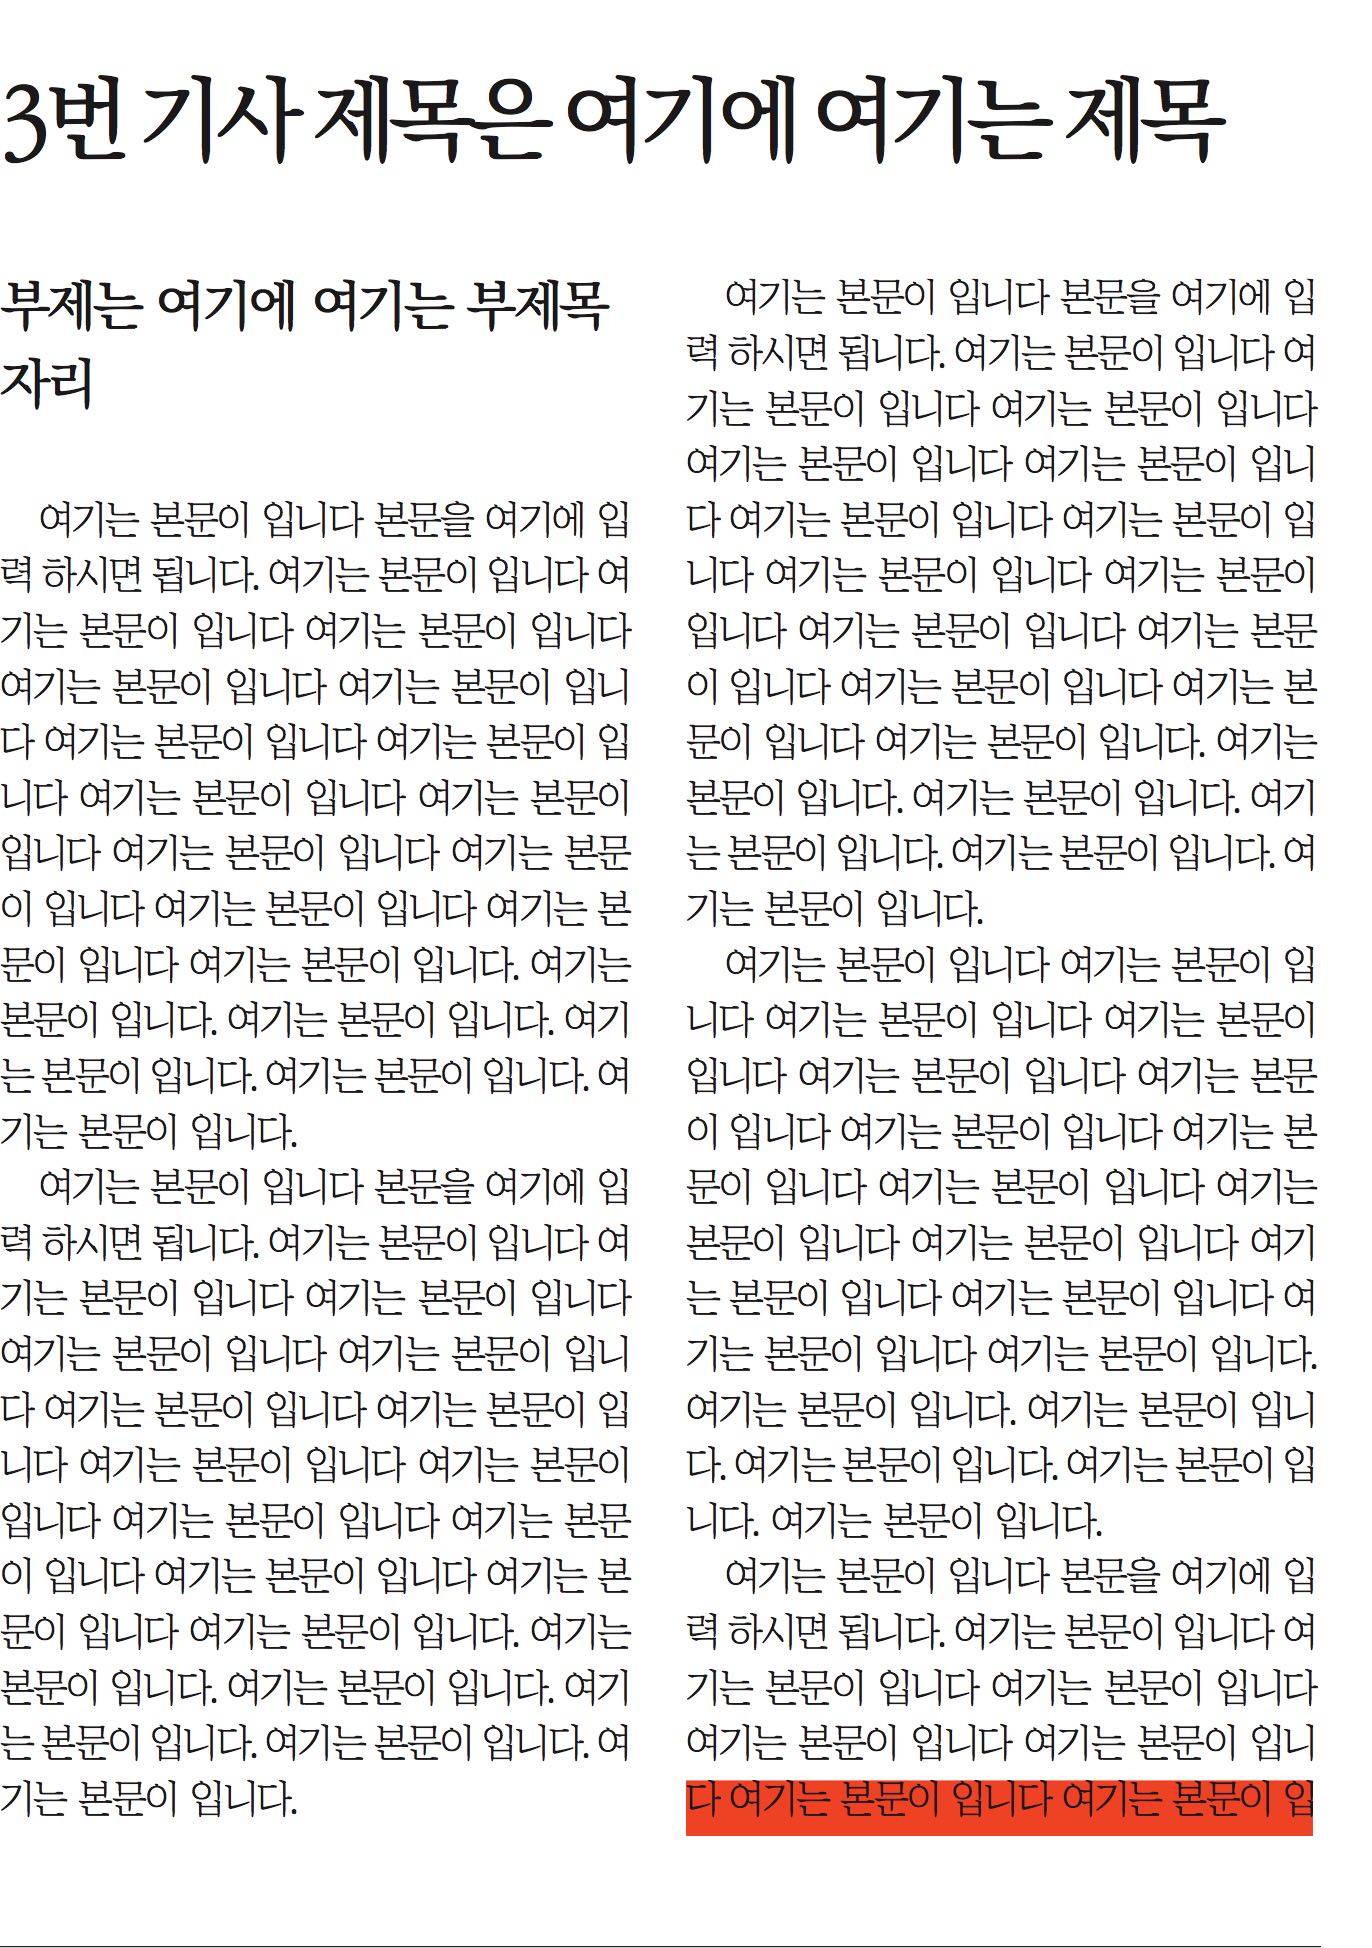 3번 기사 제목은 여기에 여기는 제목
부제는 여기에 여기는 부제목
자리
여기는 본문이 입니다 본문을 여기에 입
력 하시면 됩니다. 여기는 본문이 입니다 여
기는 본문이 입니다 여기는 본문이 입니다
여기는 본문이 입니다 여기는 본문이 입니
다 여기는 본문이 입니다 여기는 본문이 입
니다 여기는 본문이 입니다 여기는 본문이
입니다 여기는 본문이 입니다 여기는 본문
이 입니다 여기는 본문이 입니다 여기는 본
문이 입니다 여기는 본문이 입니다. 여기는
본문이 입니다. 여기는 본문이 입니다. 여기
는 본문이 입니다. 여기는 본문이 입니다. 여
기는 본문이 입니다.
여기는 본문이 입니다 본문을 여기에 입
력 하시면 됩니다. 여기는 본문이 입니다 여
기는 본문이 입니다 여기는 본문이 입니다
여기는 본문이 입니다 여기는 본문이 입니
다 여기는 본문이 입니다 여기는 본문이 입
니다 여기는 본문이 입니다 여기는 본문이
입니다 여기는 본문이 입니다 여기는 본문
이 입니다 여기는 본문이 입니다 여기는 본
문이 입니다 여기는 본문이 입니다. 여기는
본문이 입니다. 여기는 본문이 입니다. 여기
는 본문이 입니다. 여기는 본문이 입니다. 여
기는 본문이 입니다.
여기는 본문이 입니다 본문을 여기에 입
력 하시면 됩니다. 여기는 본문이 입니다 여
기는 본문이 입니다 여기는 본문이 입니다
여기는 본문이 입니다 여기는 본문이 입니
다 여기는 본문이 입니다 여기는 본문이 입
니다 여기는 본문이 입니다 여기는 본문이
입니다 여기는 본문이 입니다 여기는 본문
이 입니다 여기는 본문이 입니다 여기는 본
문이 입니다 여기는 본문이 입니다. 여기는
본문이 입니다. 여기는 본문이 입니다. 여기
는 본문이 입니다. 여기는 본문이 입니다. 여
기는 본문이 입니다.
여기는 본문이 입니다 여기는 본문이 입
니다 여기는 본문이 입니다 여기는 본문이
입니다 여기는 본문이 입니다 여기는 본문
이 입니다 여기는 본문이 입니다 여기는 본
문이 입니다 여기는 본문이 입니다 여기는
본문이 입니다 여기는 본문이 입니다 여기
는 본문이 입니다 여기는 본문이 입니다 여
기는 본문이 입니다 여기는 본문이 입니다.
여기는 본문이 입니다. 여기는 본문이 입니
다. 여기는 본문이 입니다. 여기는 본문이 입
니다. 여기는 본문이 입니다.
여기는 본문이 입니다 본문을 여기에 입
력 하시면 됩니다. 여기는 본문이 입니다 여
기는 본문이 입니다 여기는 본문이 입니다
여기는 본문이 입니다 여기는 본문이 입니
다 여기는 본문이 입니다 여기는 본문이 입